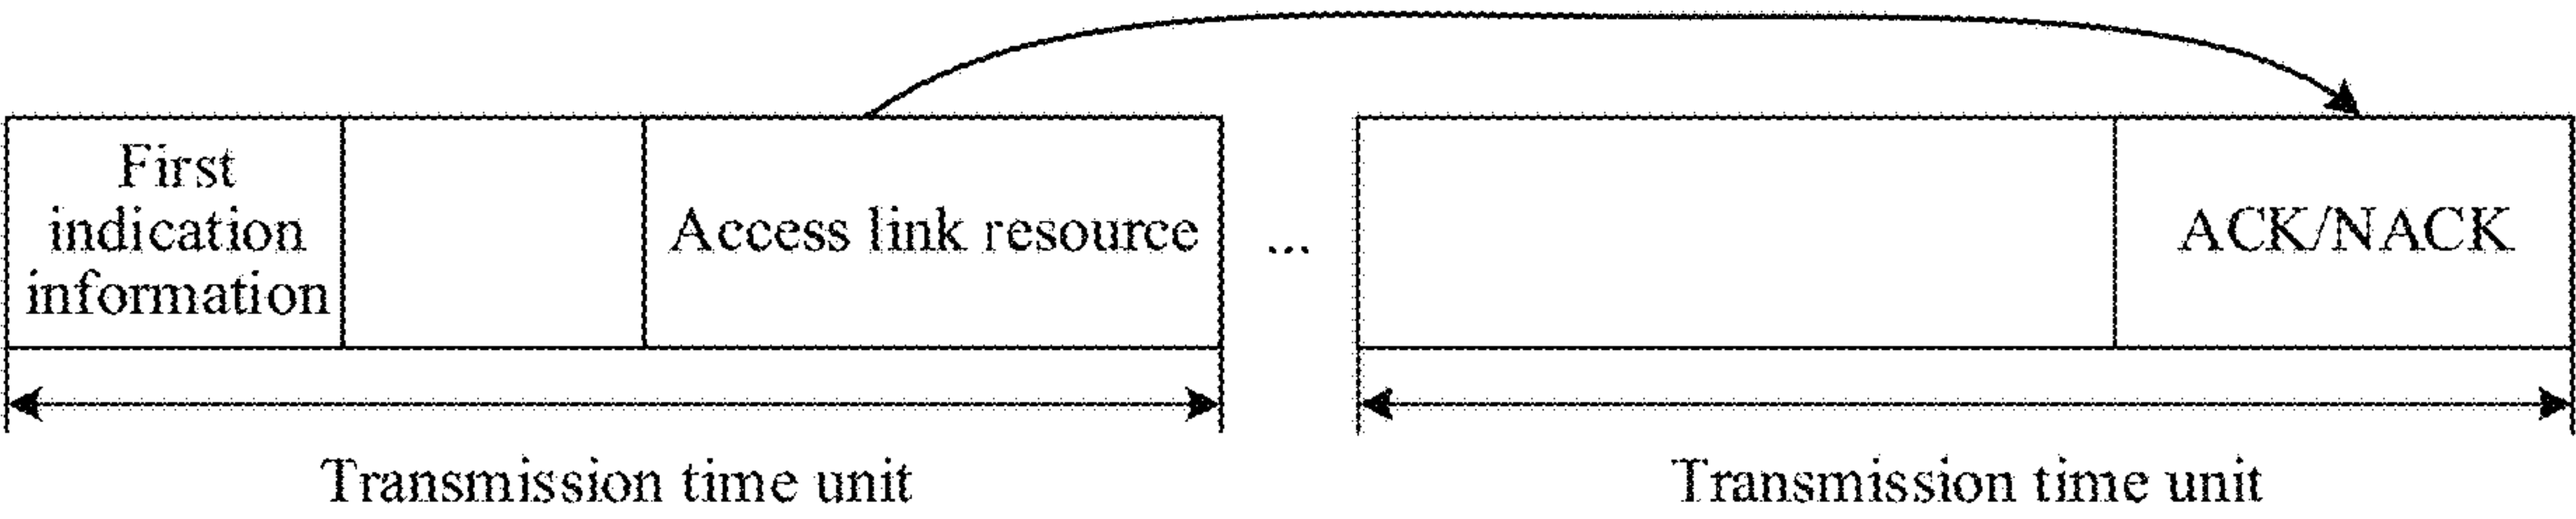 First
indication
information
Access link resource
...
ACK/NACK
Transmission time unit
Transmission time unit